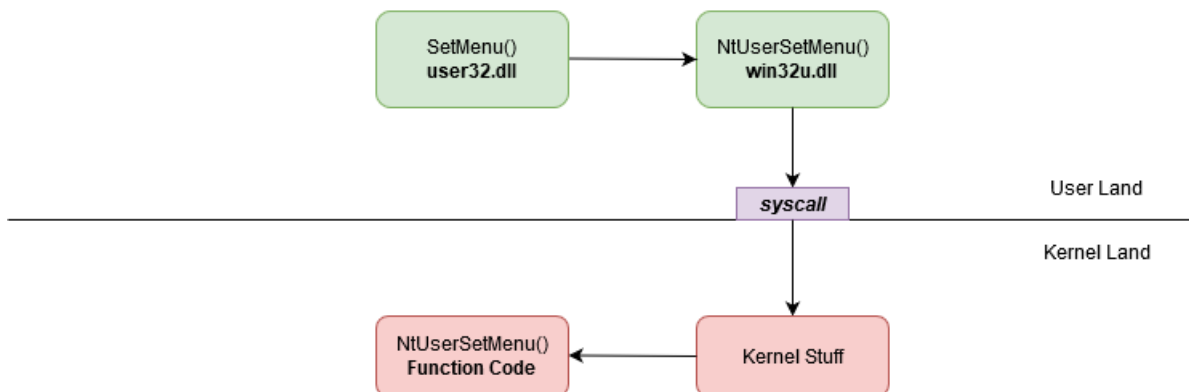 SetMenu()
user32.dll
NtUserSetMenu()
win32u.dll
syscall
User Land
Kernel Land
NtUserSetMenu()
Function Code
Kernel Stuff